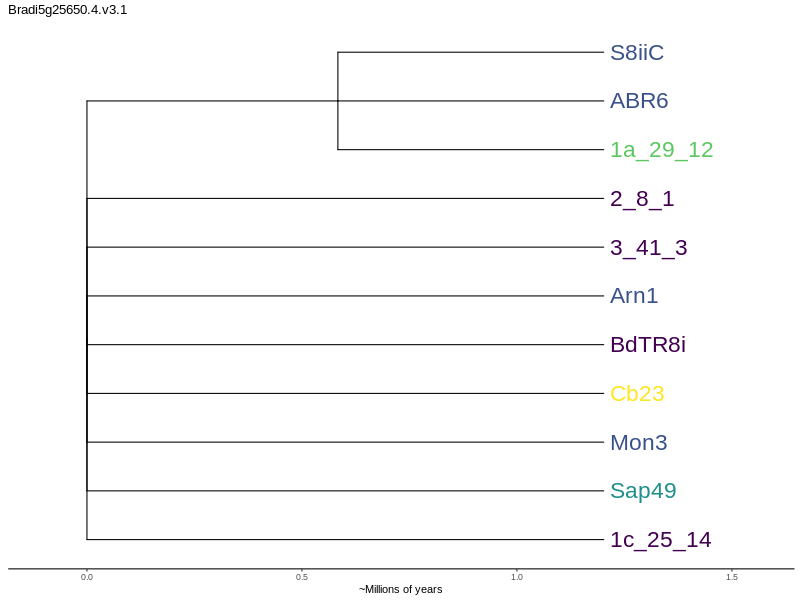 Bradi5g25650.4.v3.1
S8iiC
ABR6
1a_29_12
2_8_1
3_41_3
Arn1
BdTR8i
Cb23
Mon3
Sap49
1c_25_14
0.0 0.5 1.0 1.5
~Millions of years